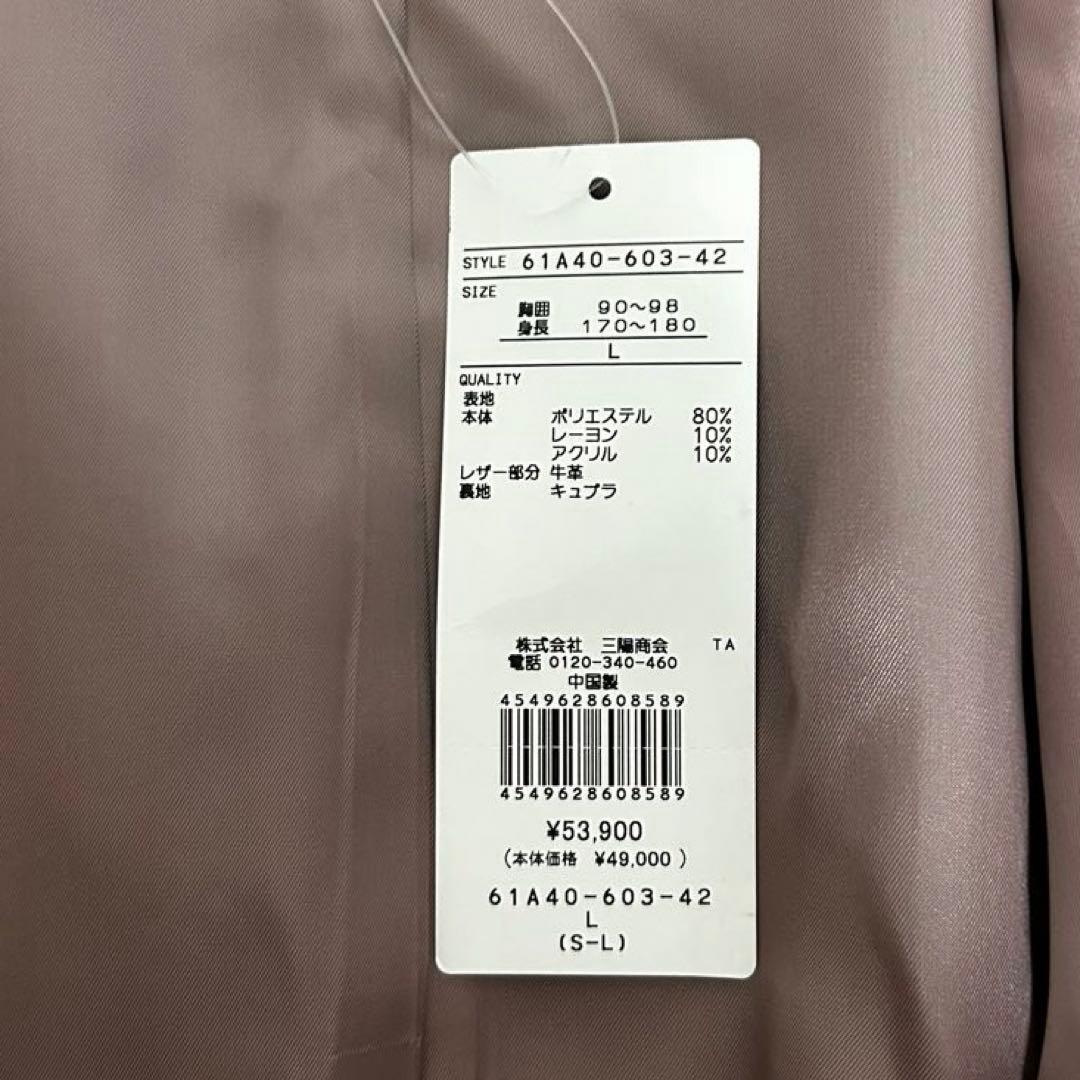 STYLE 61A40-603-42
SIZE
胸囲 90〜98
身長 170〜180
L
QUALITY
表地
本体 ポリエステル 80%
レーヨン 10%
アクリル 10%
レザー部分 牛革
裏地 キュプラ
株式会社 三陽商会 TA
電話 0120-340-460
中国製
4549628608589
4549628608589
¥53,900
(本体価格 ¥49,000 )
61A40-603-42
L
(S-L)